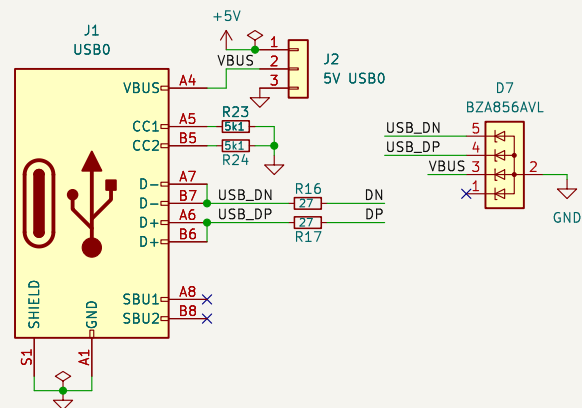 J1
USB0
+5V
VBUS
1
2
3
J2
5V USB0
VBUS
A4
CC1
A5
R23
5k1
CC2
B5
5k1
R24
D-
A7
D-
B7
USB_DN
R16
27
DN
D+
A6
USB_DP
27
DP
D+
B6
R17
SBU1
A8
SBU2
B8
SHIELD
GND
S1
A1
D7
BZA856AVL
USB_DN
5
USB_DP
4
VBUS
3
2
1
GND